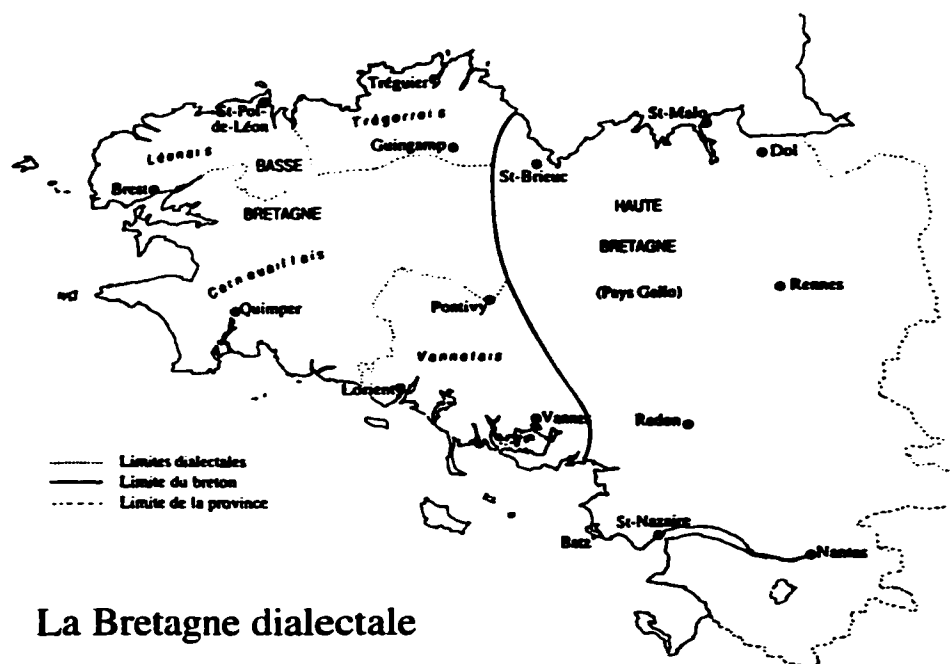 Tréguier
St-Pol-
de-Léon
Trégorrois
St-Malo
Léonais
Guingamp
Dol
BASSE
St-Brieuc
Brest
HAUTE
BRETAGNE
BRETAGNE
Cornouaillais
(Pays Gallo)
Rennes
Pontivy
Quimper
Vannetais
Lorient
Vannes
Redon
Limites dialectales
Limite du breton
Limite de la province
St-Nazaire
Batz
Nantes
La Bretagne dialectale